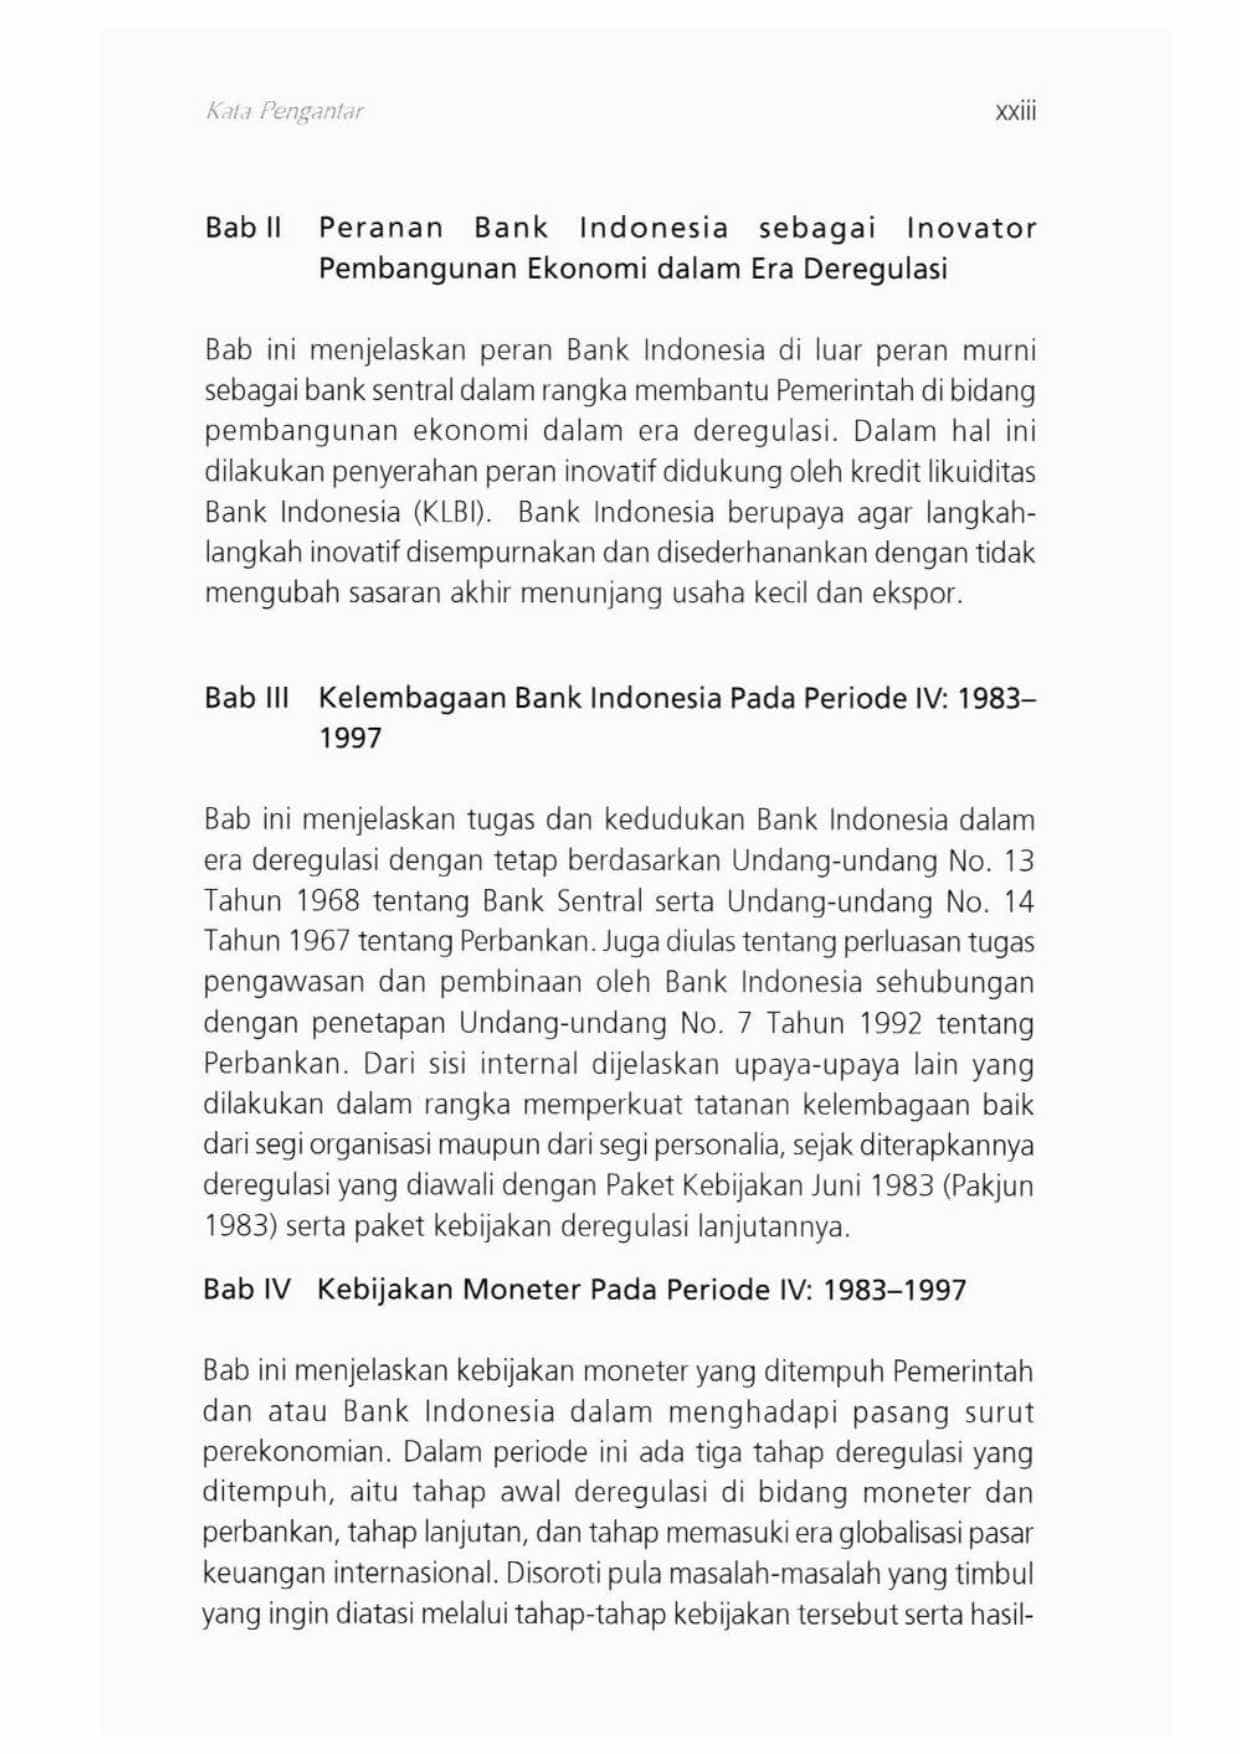 Kata Pengantar
xxiii
Bab II Peranan Bank Indonesia sebagai Inovator
Pembangunan Ekonomi dalam Era Deregulasi
Bab ini menjelaskan peran Bank Indonesia di luar peran murni
sebagai bank sentral dalam rangka membantu Pemerintah di bidang
pembangunan ekonomi dalam era deregulasi. Dalam hal ini
dilakukan penyerahan peran inovatif didukung oleh kredit likuiditas
Bank Indonesia (KLBI). Bank Indonesia berupaya agar langkah-
langkah inovatif disempurnakan dan disederhanankan dengan tidak
mengubah sasaran akhir menunjang usaha kecil dan ekspor.
Bab III Kelembagaan Bank Indonesia Pada Periode IV: 1983–
1997
Bab ini menjelaskan tugas dan kedudukan Bank Indonesia dalam
era deregulasi dengan tetap berdasarkan Undang-undang No. 13
Tahun 1968 tentang Bank Sentral serta Undang-undang No. 14
Tahun 1967 tentang Perbankan. Juga diulas tentang perluasan tugas
pengawasan dan pembinaan oleh Bank Indonesia sehubungan
dengan penetapan Undang-undang No. 7 Tahun 1992 tentang
Perbankan. Dari sisi internal dijelaskan upaya-upaya lain yang
dilakukan dalam rangka memperkuat tatanan kelembagaan baik
dari segi organisasi maupun dari segi personalia, sejak diterapkannya
deregulasi yang diawali dengan Paket Kebijakan Juni 1983 (Pakjun
1983) serta paket kebijakan deregulasi lanjutannya.
Bab IV Kebijakan Moneter Pada Periode IV: 1983–1997
Bab ini menjelaskan kebijakan moneter yang ditempuh Pemerintah
dan atau Bank Indonesia dalam menghadapi pasang surut
perekonomian. Dalam periode ini ada tiga tahap deregulasi yang
ditempuh, aitu tahap awal deregulasi di bidang moneter dan
perbankan, tahap lanjutan, dan tahap memasuki era globalisasi pasar
keuangan internasional. Disoroti pula masalah-masalah yang timbul
yang ingin diatasi melalui tahap-tahap kebijakan tersebut serta hasil-